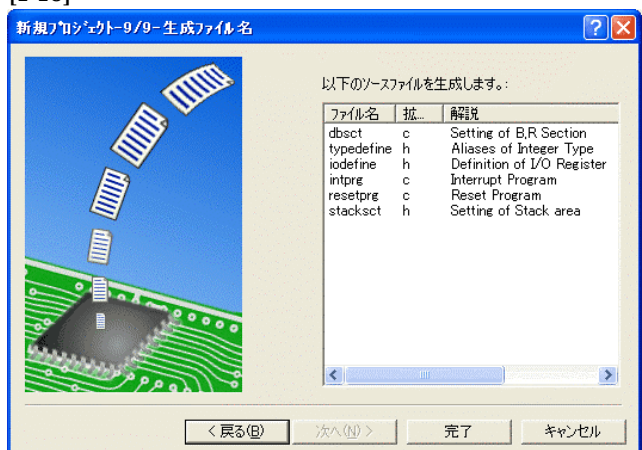 新規プロジェクト-9/9-生成ファイル名
以下のソースファイルを生成します。:
ファイル名 拡... 解説
dbsct c Setting of B,R Section
typedefine h Aliases of Integer Type
iodefine h Definition of I/O Register
intprg c Interrupt Program
resetprg c Reset Program
stacksct h Setting of Stack area
< 戻る(B) 次へ(N) > 完了 キャンセル